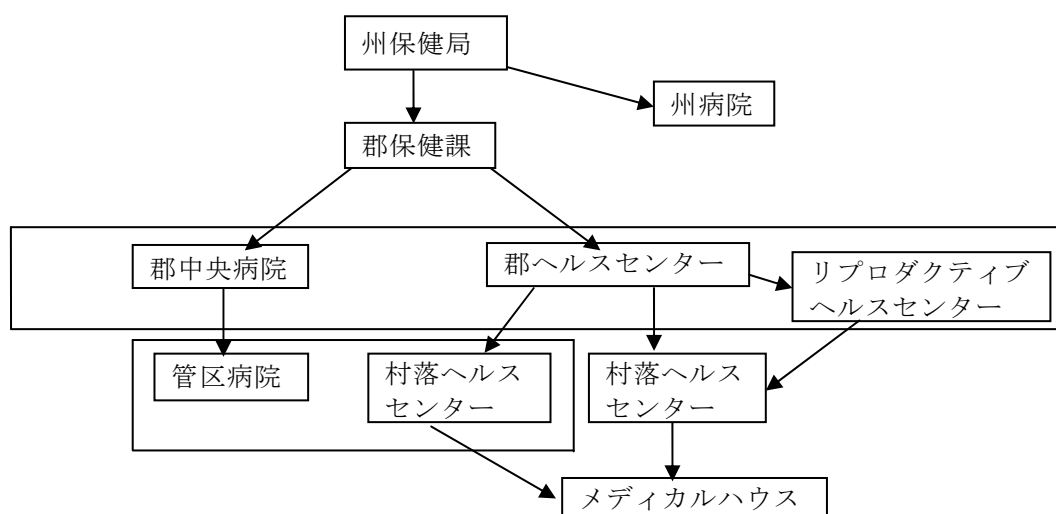 州保健局
州病院
郡保健課
郡中央病院
郡ヘルスセンター
リプロダクティブ
ヘルスセンター
管区病院
村落ヘルス
センター
村落ヘルス
センター
メディカルハウス